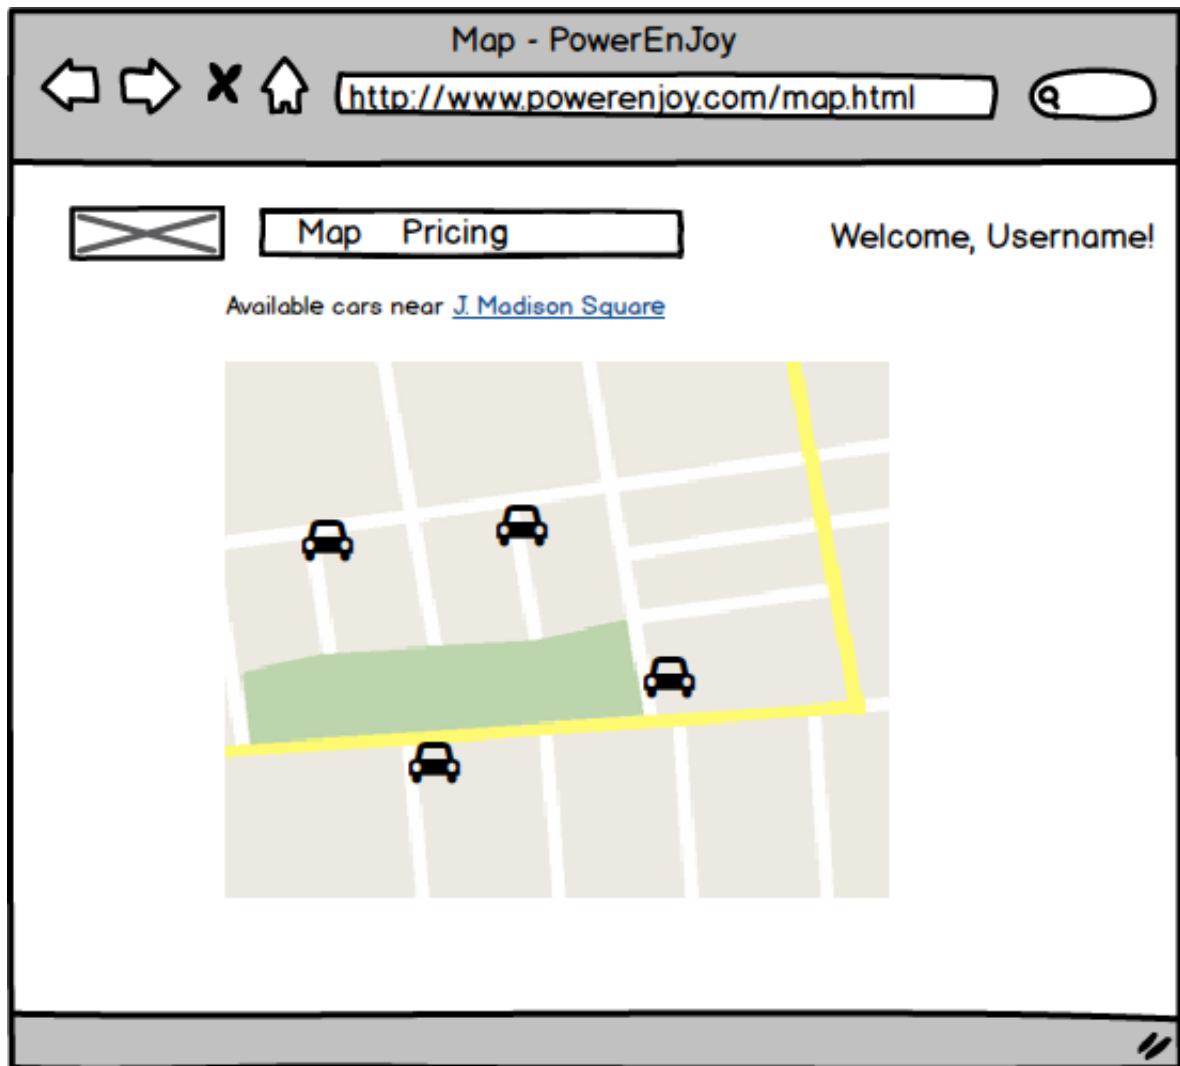 Map - PowerEnJoy
http://www.powerenjoy.com/map.html
Map Pricing
Welcome, Username!
Available cars near J. Madison Square